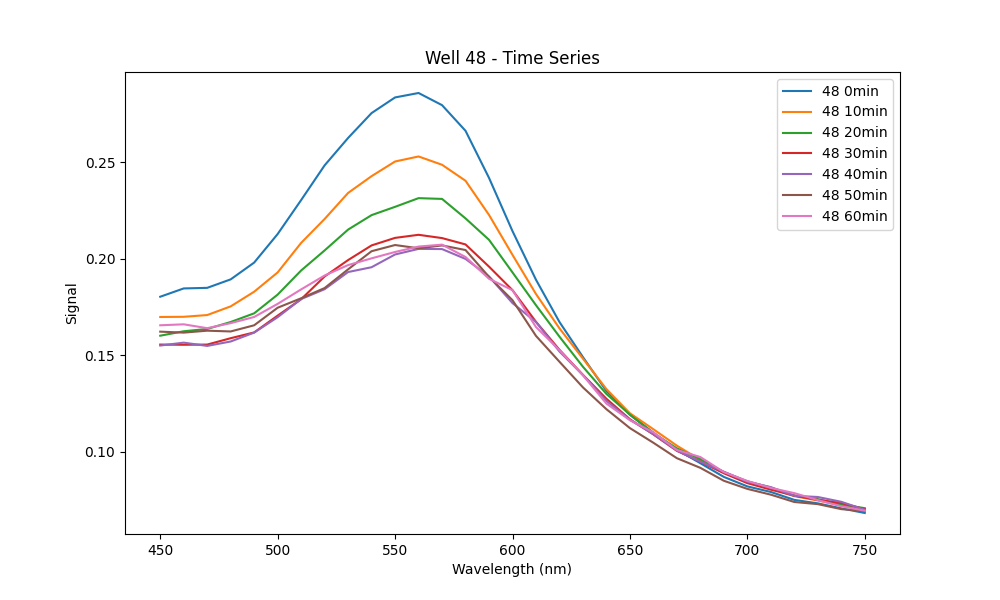 Well 48 - Time Series
48 0min
48 10min
48 20min
48 30min
48 40min
48 50min
48 60min
Signal
0.25
0.20
0.15
0.10
450 500 550 600 650 700 750
Wavelength (nm)